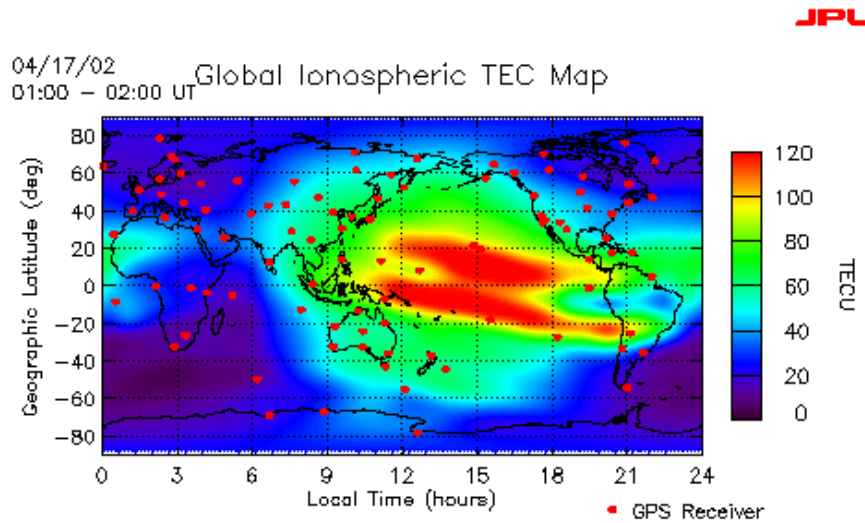 JPL
04/17/02
01:00 - 02:00 UT
Global Ionospheric TEC Map
Geographic Latitude (deg)
80
60
40
20
0
-20
-40
-60
-80
0 3 6 9 12 15 18 21 24
Local Time (hours)
120
100
80
60
40
20
0
TECU
GPS Receiver